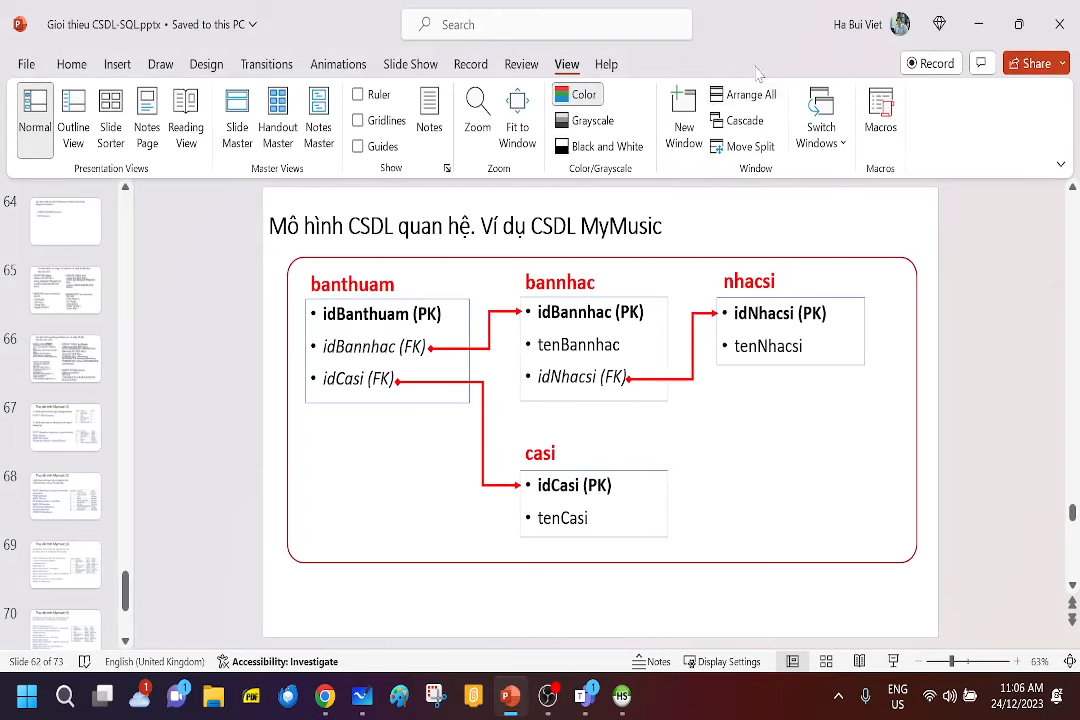 Gioi thieu CSDL-SQL.pptx • Saved to this PC
Search
Ha Bui Viet
File Home Insert Draw Design Transitions Animations Slide Show Record Review View Help
Record
Share
Normal
Outline View
Slide Sorter
Notes Page
Reading View
Presentation Views
Slide Master
Handout Master
Notes Master
Master Views
Ruler
Gridlines
Guides
Show
Notes
Zoom
Fit to Window
Zoom
Color
Grayscale
Black and White
Color/Grayscale
New Window
Arrange All
Cascade
Move Split
Window
Switch Windows
Macros
Macros
64
65
66
67
68
69
70
Mô hình CSDL quan hệ. Ví dụ CSDL MyMusic
banthuam
• idBanthuam (PK)
• idBannhac (FK)
• idCasi (FK)
bannhac
• idBannhac (PK)
• tenBannhac
• idNhacsi (FK)
nhacsi
• idNhacsi (PK)
• tenNhacsi
casi
• idCasi (PK)
• tenCasi
Slide 62 of 73
English (United Kingdom)
Accessibility: Investigate
Notes
Display Settings
63%
1
1
PDF
1
HS
ENG
US
11:06 AM
24/12/2023